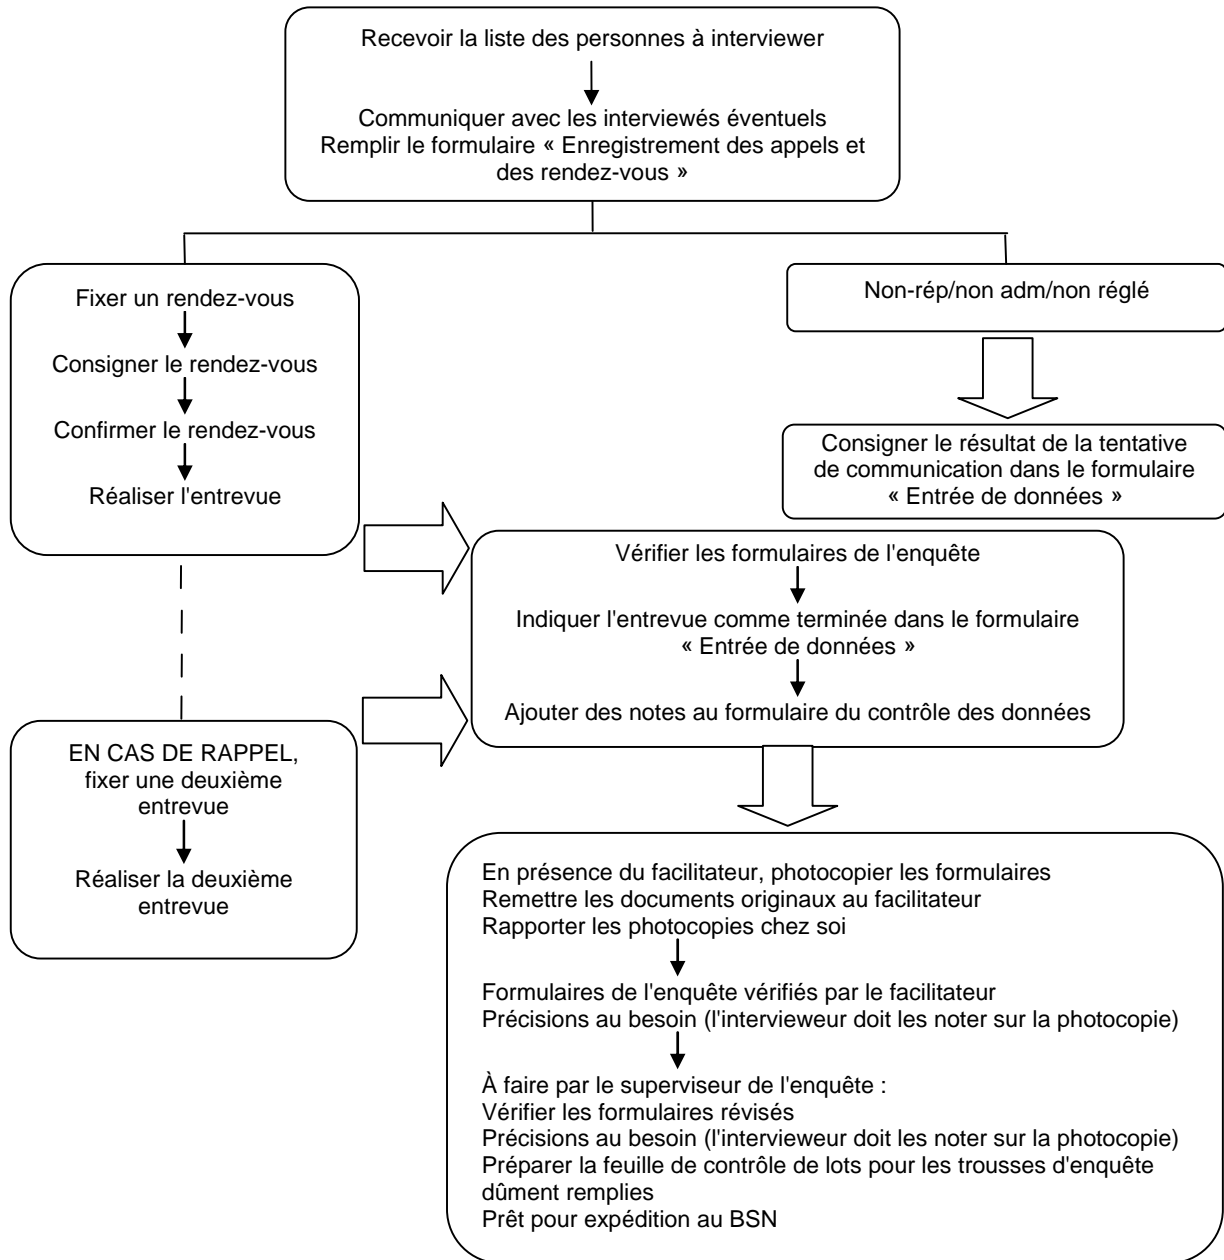 Recevoir la liste des personnes à interviewer
Communiquer avec les interviewés éventuels
Remplir le formulaire « Enregistrement des appels et
des rendez-vous »
Fixer un rendez-vous
Consigner le rendez-vous
Confirmer le rendez-vous
Réaliser l'entrevue
Non-rép/non adm/non réglé
Consigner le résultat de la tentative
de communication dans le formulaire
« Entrée de données »
Vérifier les formulaires de l'enquête
Indiquer l'entrevue comme terminée dans le formulaire
« Entrée de données »
Ajouter des notes au formulaire du contrôle des données
EN CAS DE RAPPEL,
fixer une deuxième
entrevue
Réaliser la deuxième
entrevue
En présence du facilitateur, photocopier les formulaires
Remettre les documents originaux au facilitateur
Rapporter les photocopies chez soi
Formulaires de l'enquête vérifiés par le facilitateur
Précisions au besoin (l'intervieweur doit les noter sur la photocopie)
À faire par le superviseur de l'enquête :
Vérifier les formulaires révisés
Précisions au besoin (l'intervieweur doit les noter sur la photocopie)
Préparer la feuille de contrôle de lots pour les trousses d'enquête
dûment remplies
Prêt pour expédition au BSN